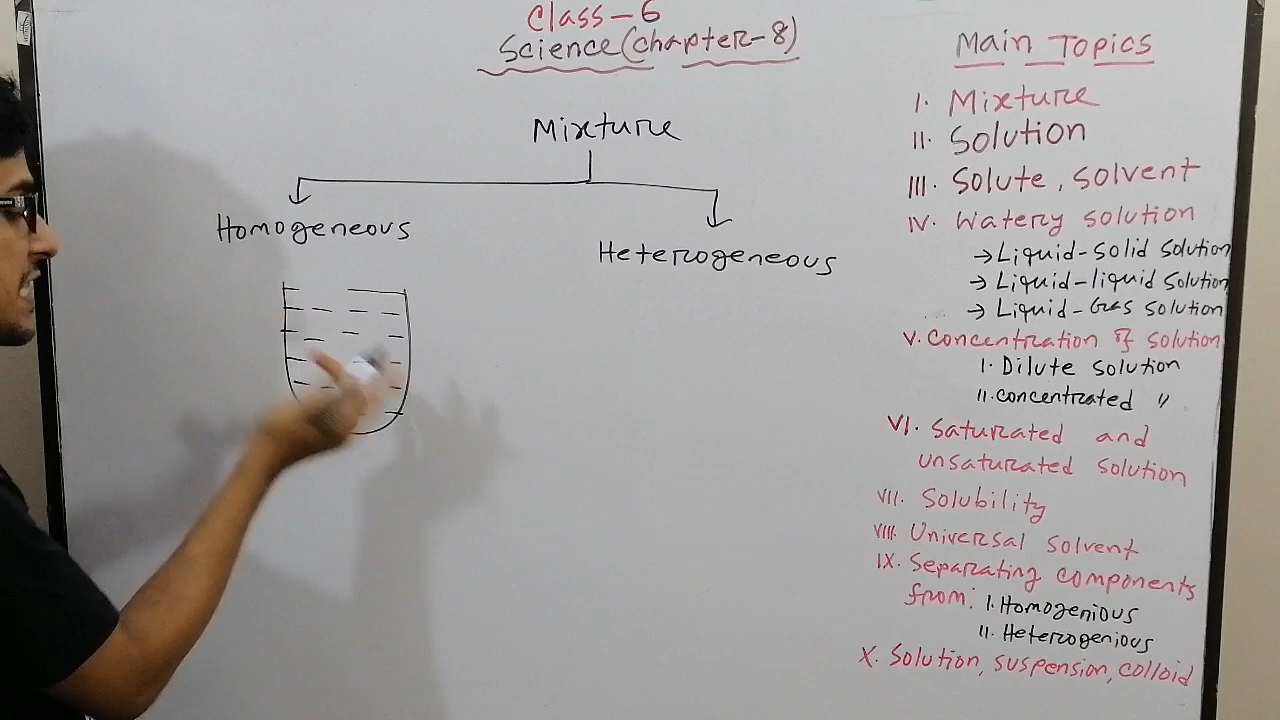 Class-6
Science(chapter-8)
Mixture
Homogeneous
Heterogeneous
Main Topics
I. Mixture
II. Solution
III. Solute, solvent
IV. Watery solution
→ Liquid-solid solution
→ Liquid-liquid solution
→ Liquid-Gas solution
V. Concentration of solution
I. Dilute solution
II. concentrated "
VI. Saturated and
unsaturated solution
VII. Solubility
VIII. Universal solvent
IX. Separating components
from: I. Homogenious
II. Heterogenious
X. Solution, suspension, colloid